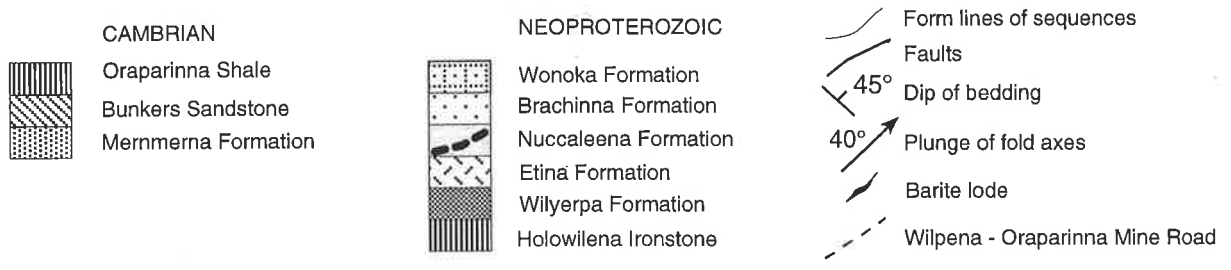 CAMBRIAN
Oraparinna Shale
Bunkers Sandstone
Mernmerna Formation
NEOPROTEROZOIC
Wonoka Formation
Brachinna Formation
Nuccaleena Formation
Etina Formation
Wilyerpa Formation
Holowilena Ironstone
Form lines of sequences
Faults
45° Dip of bedding
40° Plunge of fold axes
Barite lode
Wilpena - Oraparinna Mine Road